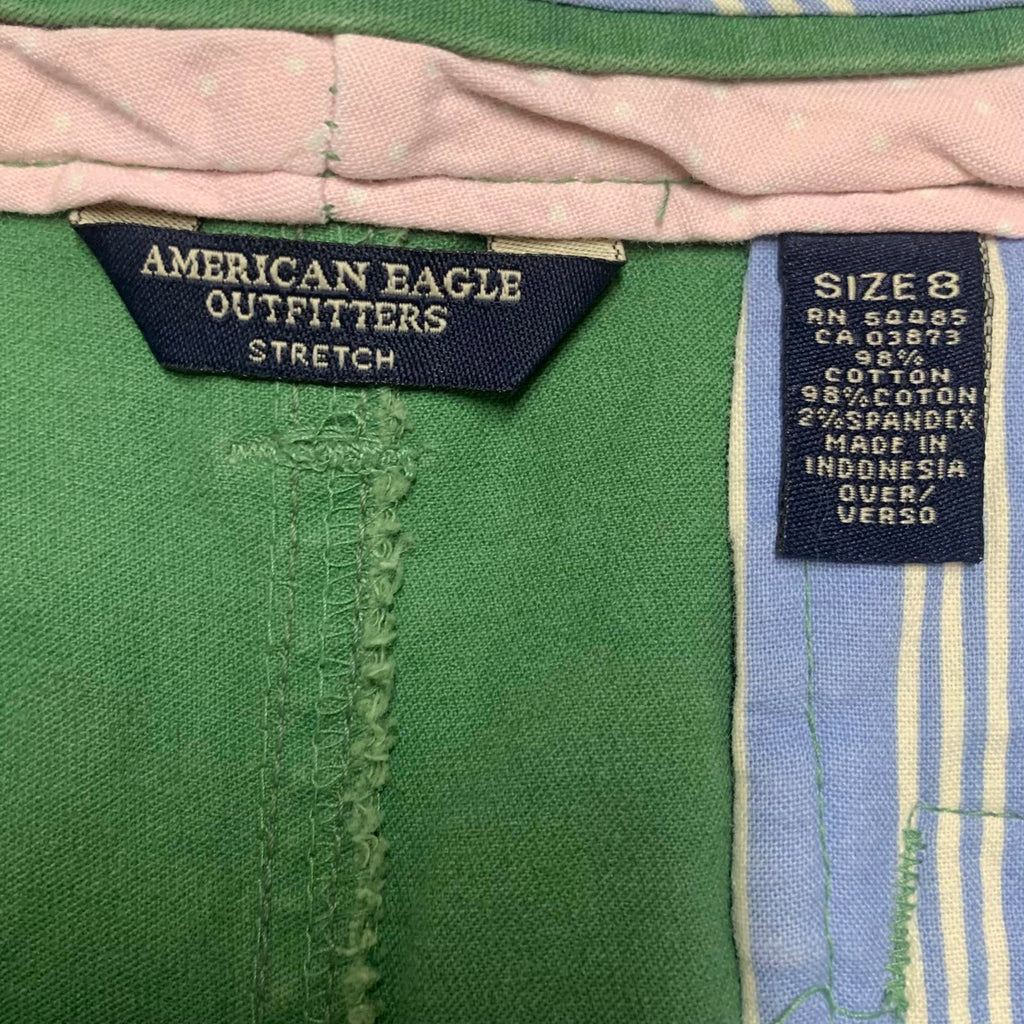 AMERICAN EAGLE
OUTFITTERS
STRETCH
SIZE 8
RN 54485
CA 03873
98%
COTTON
98% COTON
2% SPANDEX
MADE IN
INDONESIA
OVER/
VERSO